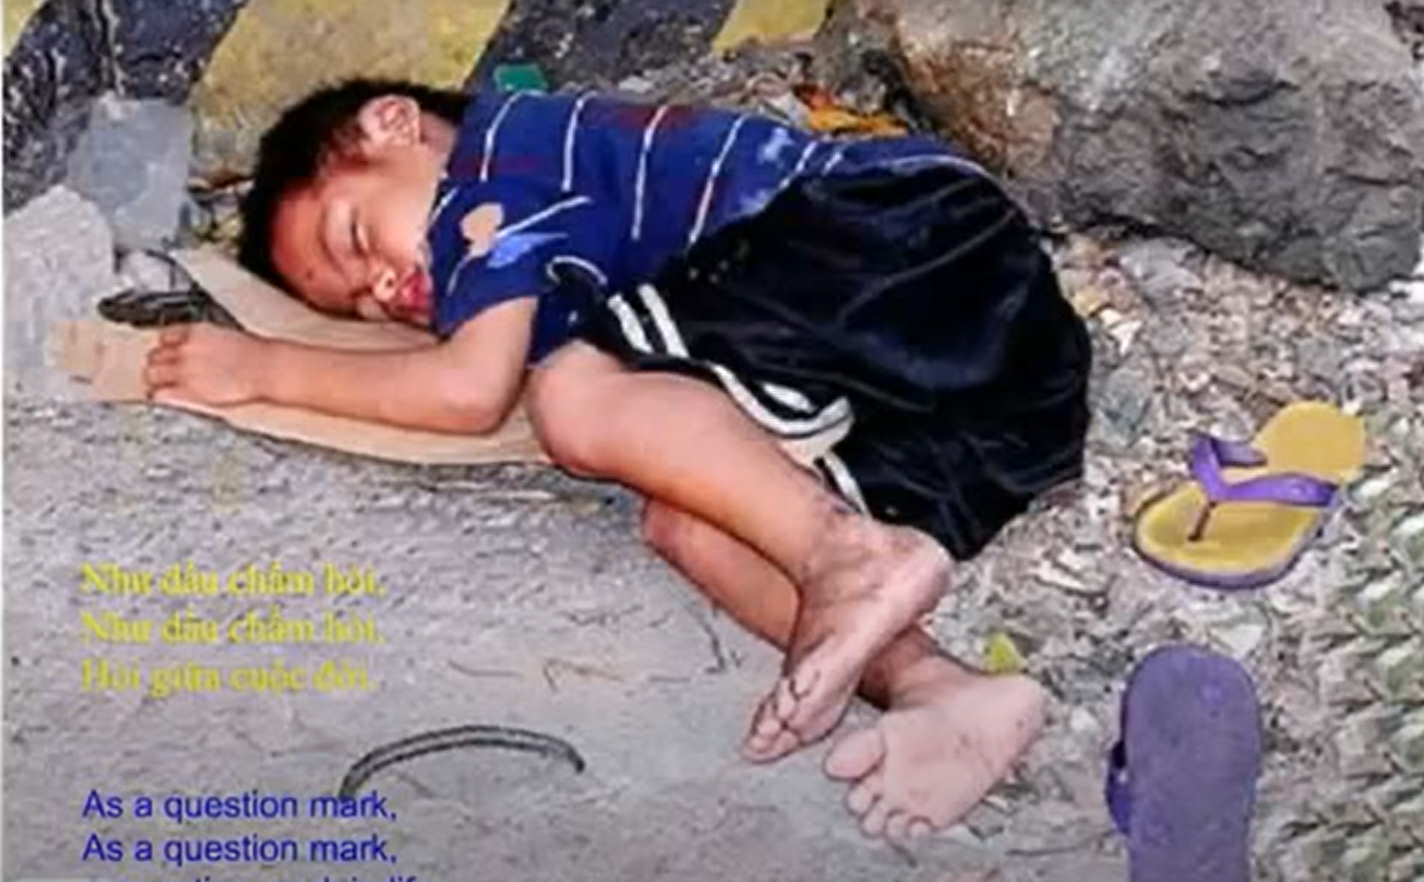 Như dấu chấm hỏi,
Như dấu chấm hỏi,
Hỏi giữa cuộc đời.
As a question mark,
As a question mark,